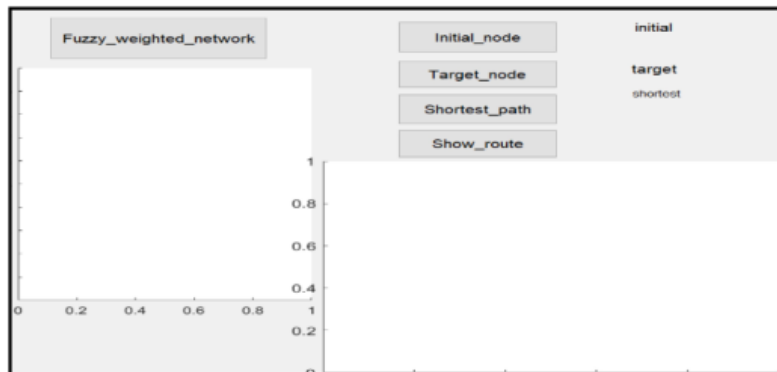 Fuzzy_weighted_network
Initial_node
initial
Target_node
target
Shortest_path
shortest
Show_route
1
0.8
0.6
0.4
0.2
0
0 0.2 0.4 0.6 0.8 1